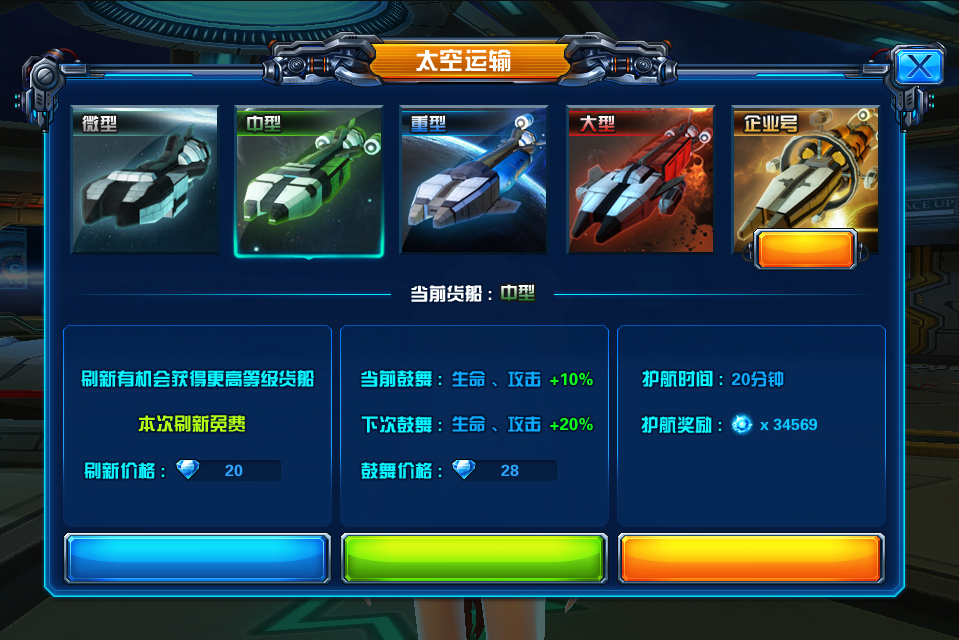 太空运输
微型
中型
重型
大型
企业号
当前货船：中型
刷新有机会获得更高等级货船
本次刷新免费
刷新价格： 20
当前鼓舞：生命、攻击 +10%
下次鼓舞：生命、攻击 +20%
鼓舞价格： 28
护航时间：20分钟
护航奖励： x 34569